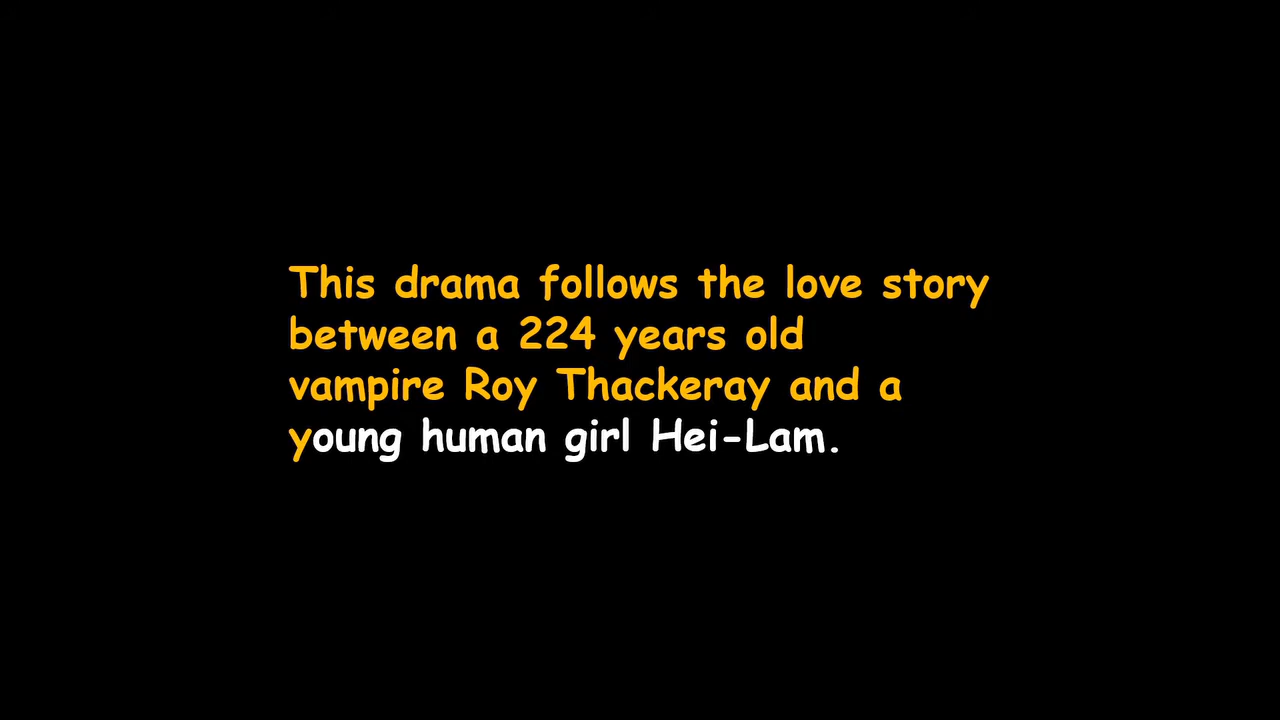 This drama follows the love story
between a 224 years old
vampire Roy Thackeray and a
young human girl Hei-Lam.